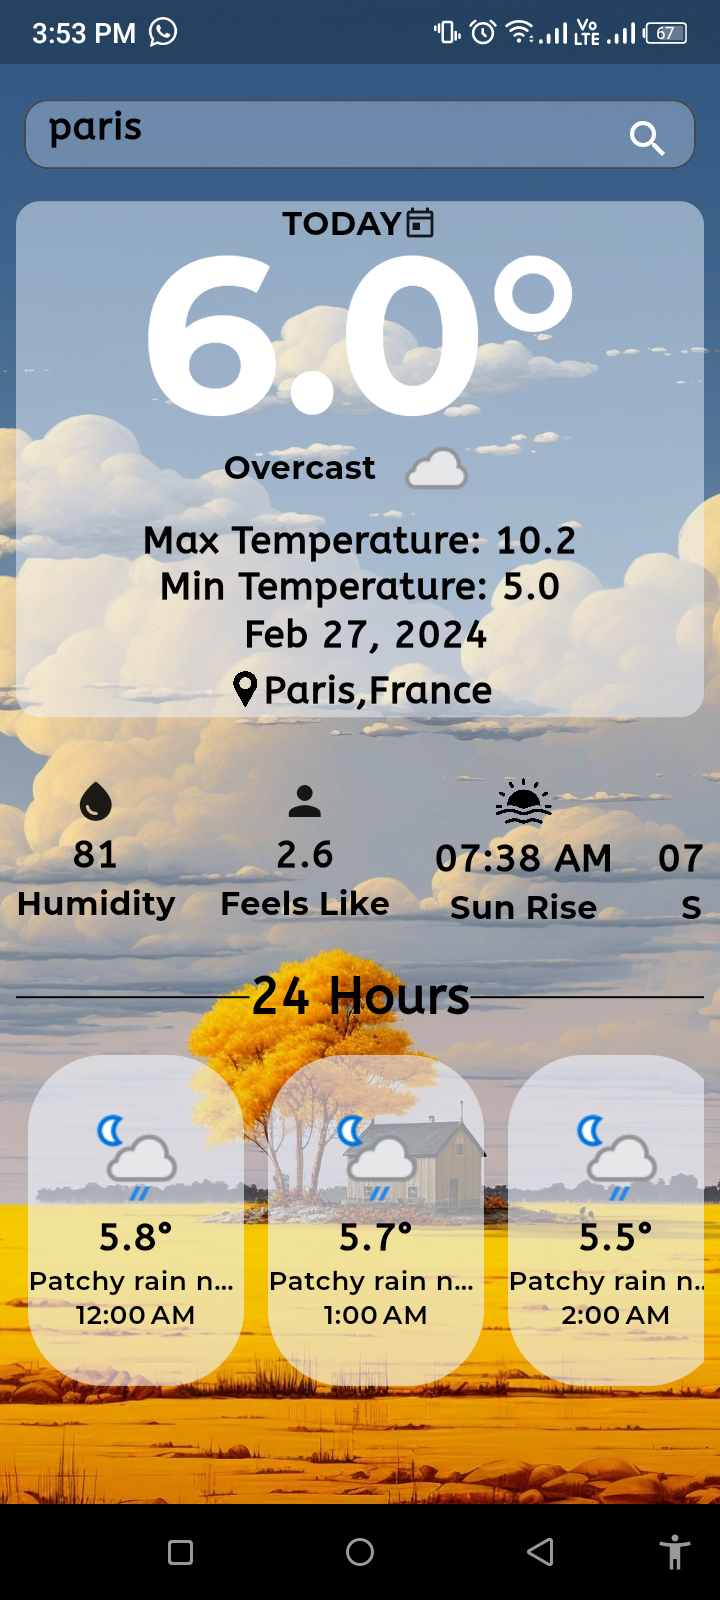 3:53 PM
Vo
LTE
67
paris
TODAY
6.0°
Overcast
Max Temperature: 10.2
Min Temperature: 5.0
Feb 27, 2024
Paris,France
81 2.6 07:38 AM 07
Humidity Feels Like Sun Rise S
24 Hours
5.8° 5.7° 5.5°
Patchy rain n... Patchy rain n... Patchy rain n..
12:00 AM 1:00 AM 2:00 AM